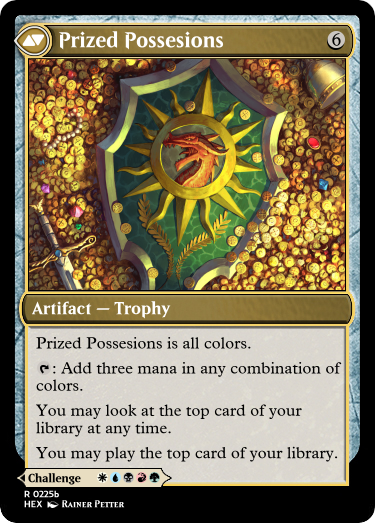 Prized Possesions 6
Artifact — Trophy
Prized Possesions is all colors.
: Add three mana in any combination of
colors.
You may look at the top card of your
library at any time.
You may play the top card of your library.
Challenge
R 0225b
HEX Rainer Petter